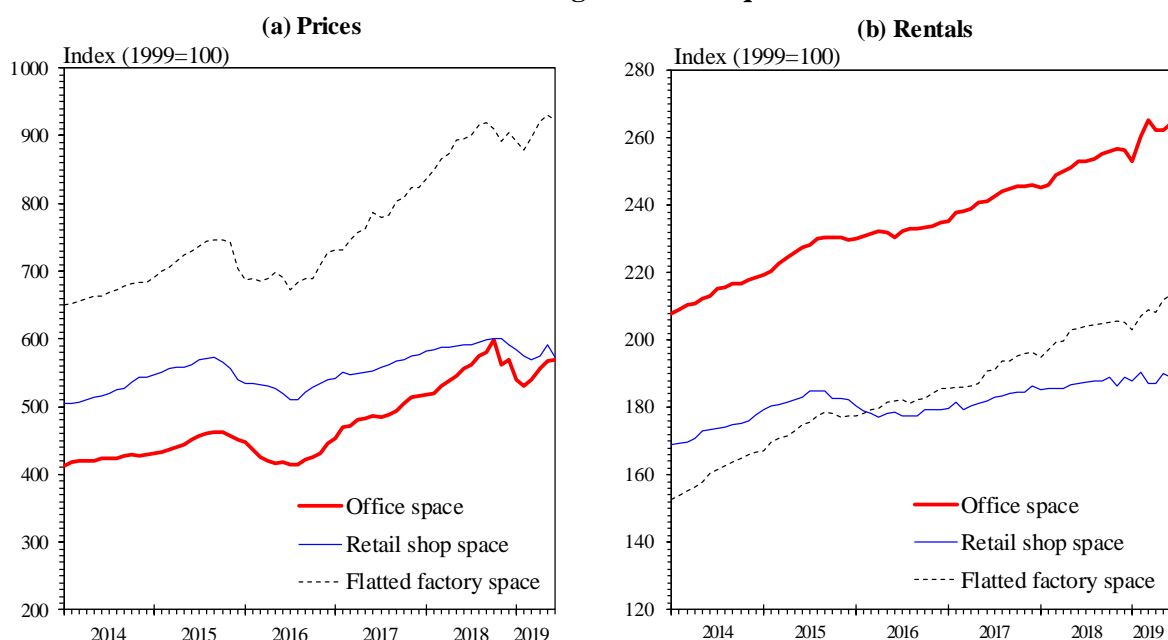 (a) Prices
Index (1999=100)
1000
900
800
700
600
500
400
300
200
Office space
Retail shop space
Flatted factory space
2014 2015 2016 2017 2018 2019
(b) Rentals
Index (1999=100)
280
260
240
220
200
180
160
140
120
Office space
Retail shop space
Flatted factory space
2014 2015 2016 2017 2018 2019